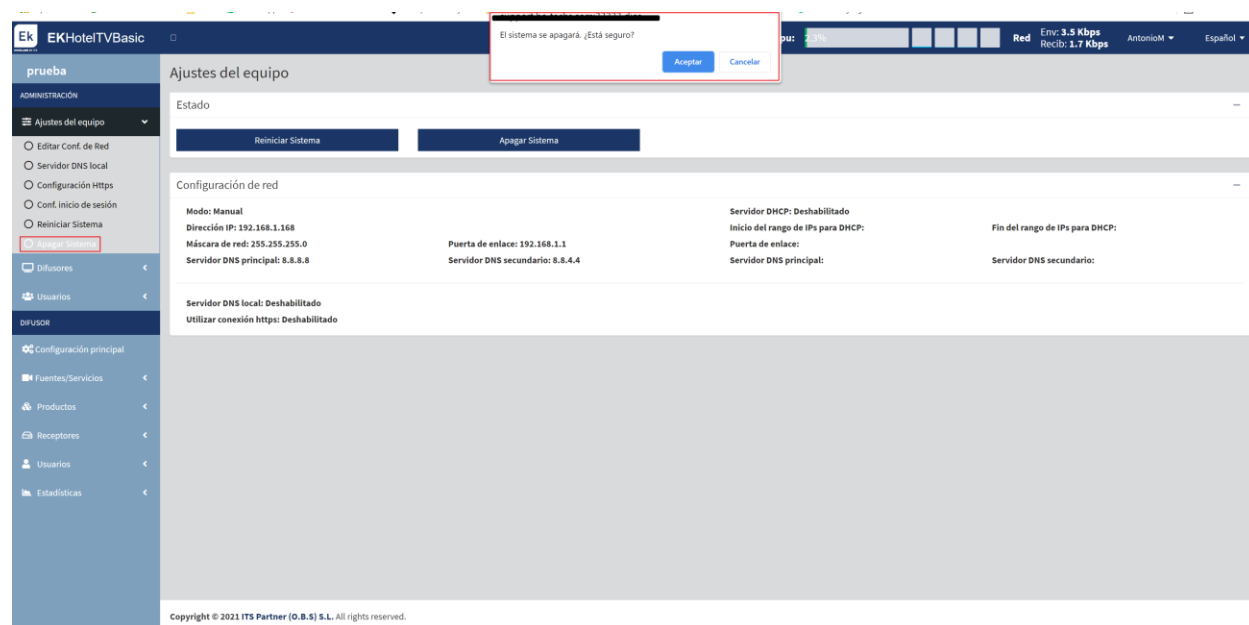 Ek EKHotelTVBasic
El sistema se apagará. ¿Está seguro?
Aceptar Cancelar
pu: 2.3%
Red Env: 3.5 Kbps
Recib: 1.7 Kbps
AntonioM
Español
prueba
ADMINISTRACIÓN
Ajustes del equipo
Editar Conf. de Red
Servidor DNS local
Configuración Https
Conf. inicio de sesión
Reiniciar Sistema
Apagar Sistema
Difusores
Usuarios
DIFUSOR
Configuración principal
Fuentes/Servicios
Productos
Receptores
Usuarios
Estadísticas
Ajustes del equipo
Estado
Reiniciar Sistema Apagar Sistema
Configuración de red
Modo: Manual Servidor DHCP: Deshabilitado
Dirección IP: 192.168.1.168 Inicio del rango de IPs para DHCP: Fin del rango de IPs para DHCP:
Máscara de red: 255.255.255.0 Puerta de enlace: 192.168.1.1 Puerta de enlace:
Servidor DNS principal: 8.8.8.8 Servidor DNS secundario: 8.8.4.4 Servidor DNS principal: Servidor DNS secundario:
Servidor DNS local: Deshabilitado
Utilizar conexión https: Deshabilitado
Copyright © 2021 ITS Partner (O.B.S) S.L. All rights reserved.